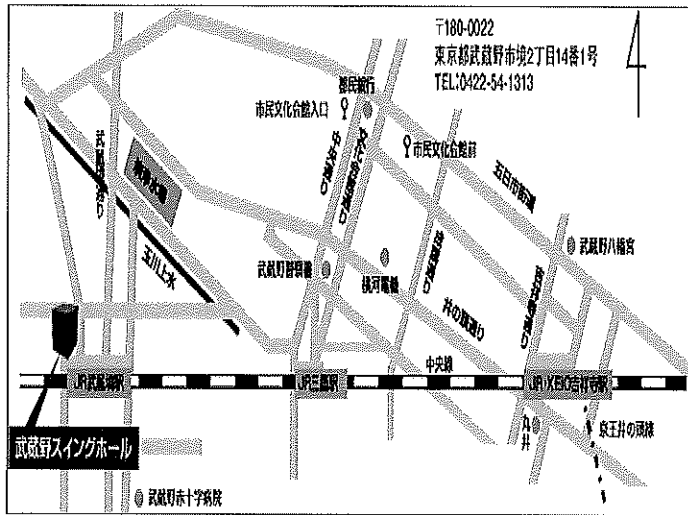 〒180-0022
東京都武蔵野市境2丁目14番1号
TEL:0422-54-1313
都民銀行
市民文化会館入口
市民文化会館前
中央通り
五日市街道
武蔵野八幡宮
玉川上水
武蔵野警察署
横河電機
井の頭通り
中央線
JR武蔵境駅
JR三鷹駅
JR・KEIO吉祥寺駅
丸井
京王井の頭線
武蔵野スイングホール
武蔵野赤十字病院